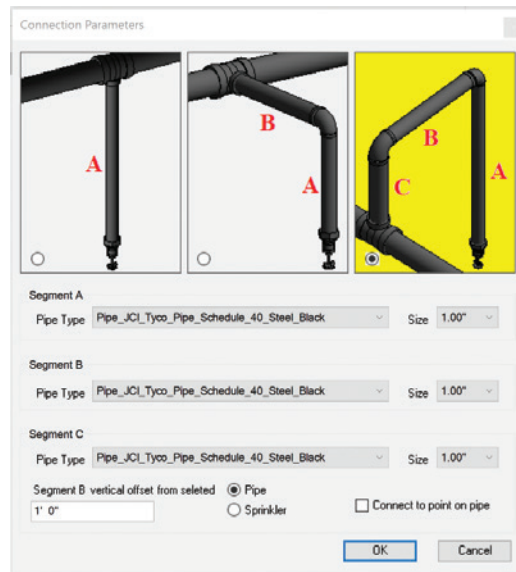 Connection Parameters
A
B
A
B
C
A
Segment A
Pipe Type Pipe_JCI_Tyco_Pipe_Schedule_40_Steel_Black Size 1.00"
Segment B
Pipe Type Pipe_JCI_Tyco_Pipe_Schedule_40_Steel_Black Size 1.00"
Segment C
Pipe Type Pipe_JCI_Tyco_Pipe_Schedule_40_Steel_Black Size 1.00"
Segment B vertical offset from seleted Pipe
1' 0" Sprinkler Connect to point on pipe
OK Cancel